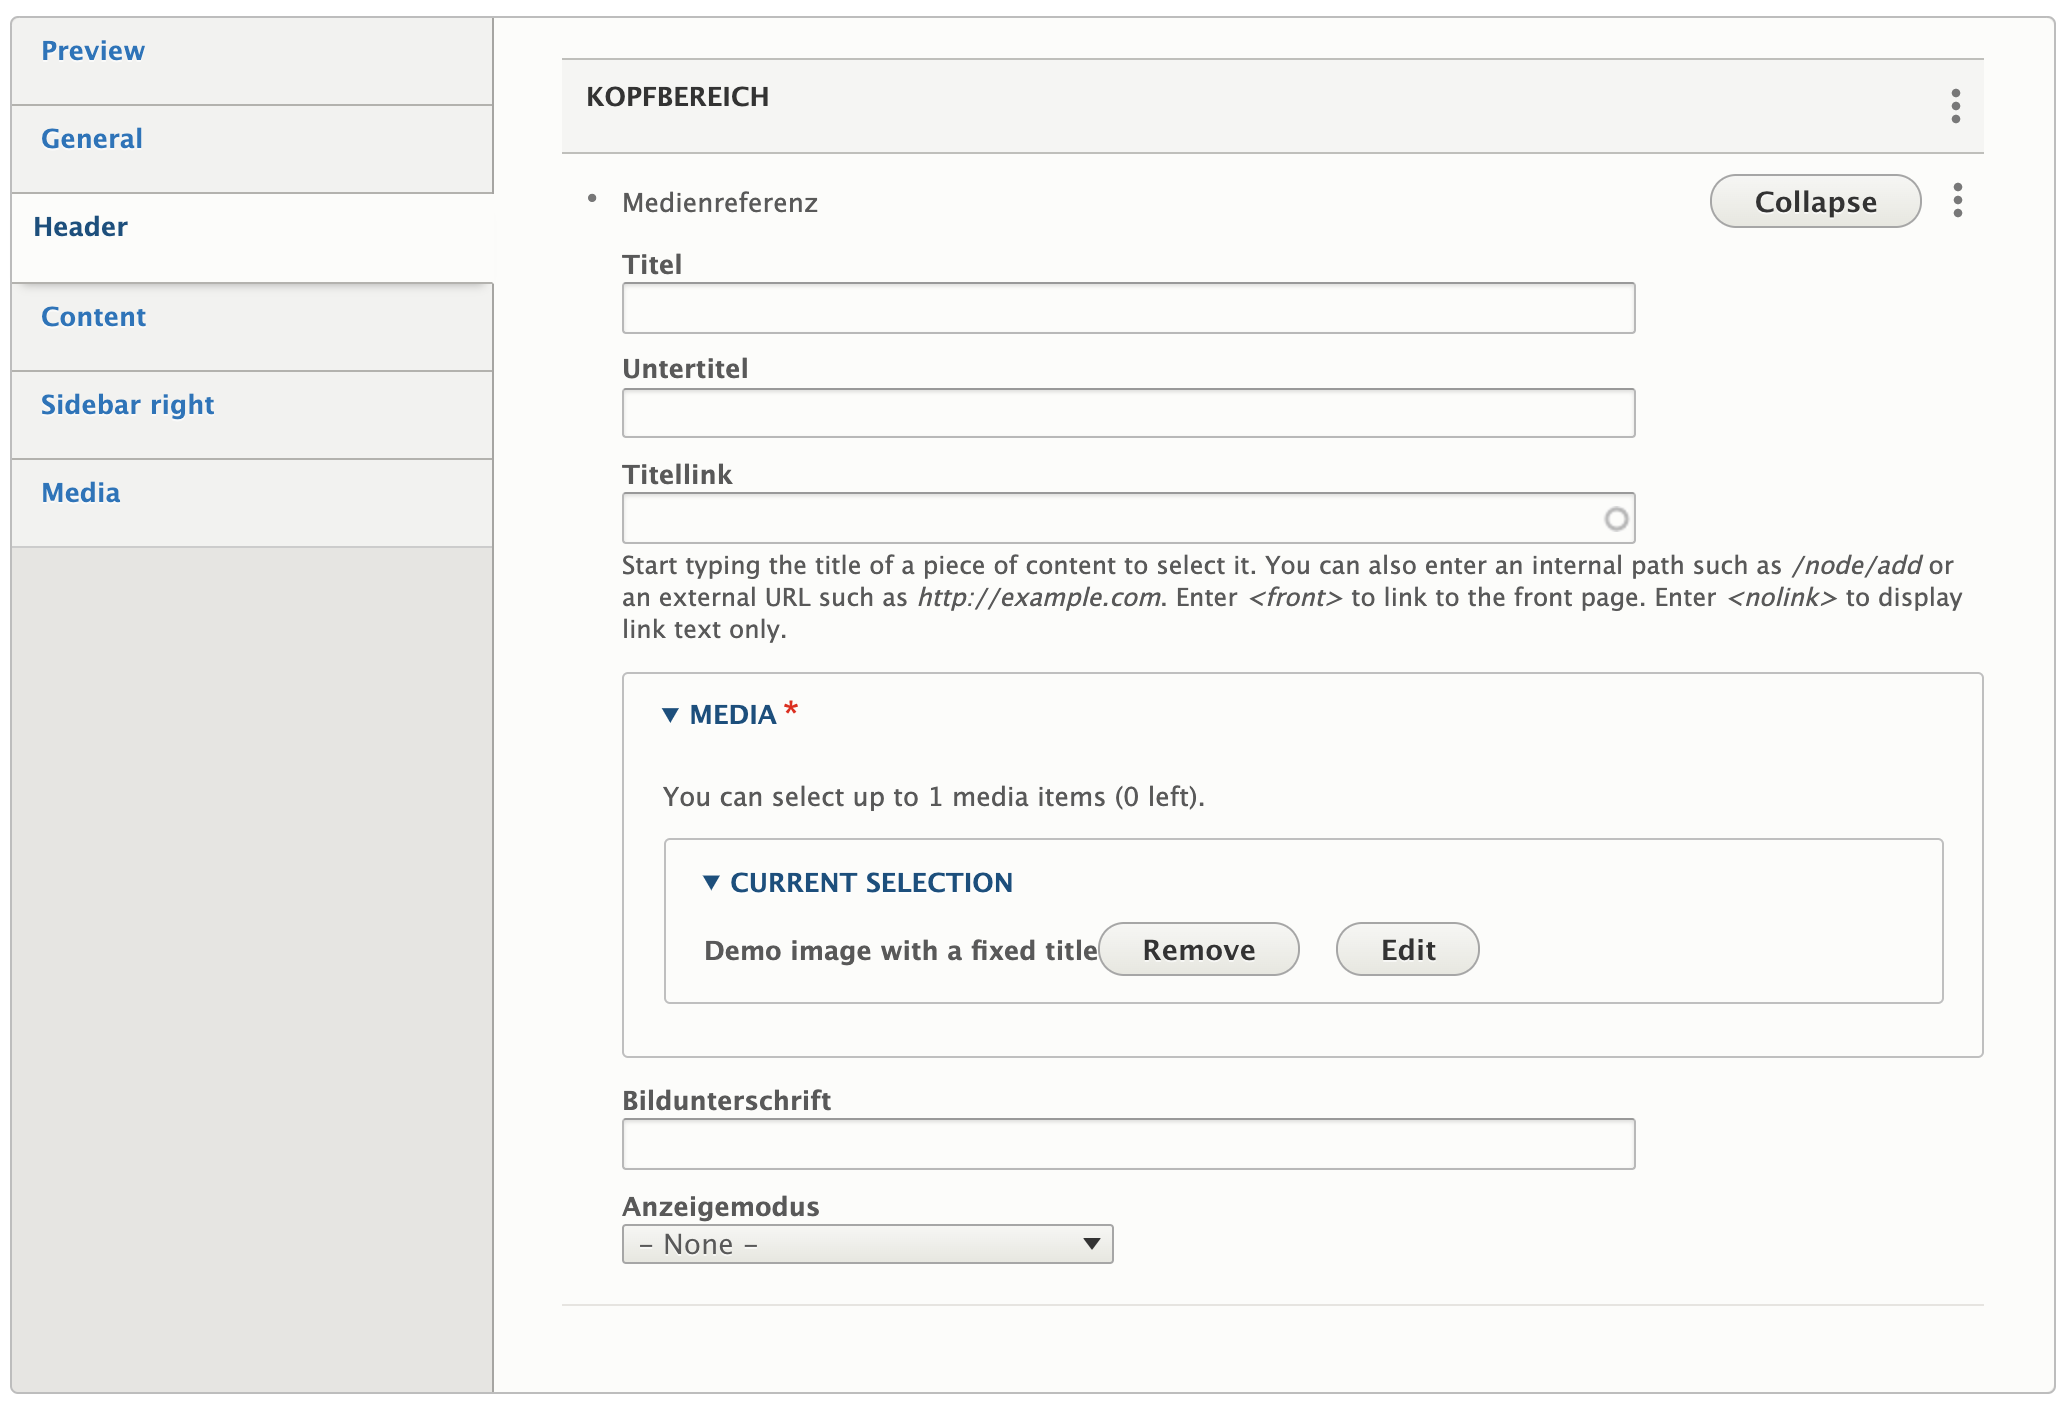 Preview
General
Header
Content
Sidebar right
Media
KOPFBEREICH
Medienreferenz
Collapse
Titel
Untertitel
Titellink
Start typing the title of a piece of content to select it. You can also enter an internal path such as /node/add or
an external URL such as http://example.com. Enter <front> to link to the front page. Enter <nolink> to display
link text only.
MEDIA *
You can select up to 1 media items (0 left).
CURRENT SELECTION
Demo image with a fixed title Remove Edit
Bildunterschrift
Anzeigemodus
– None –